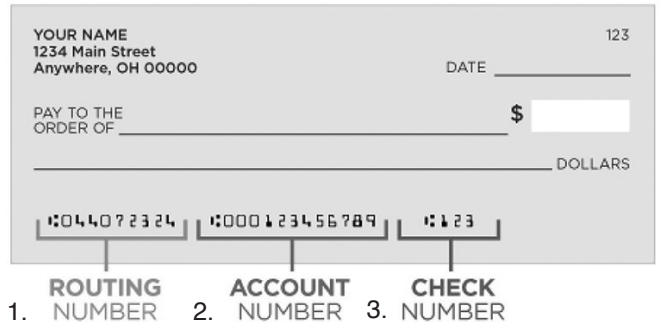 YOUR NAME
123
1234 Main Street
Anywhere, OH 00000
DATE
PAY TO THE
ORDER OF
$
DOLLARS
⑆044072324 ⑆000123456789 ⑆123
ROUTING ACCOUNT CHECK
1. NUMBER 2. NUMBER 3. NUMBER